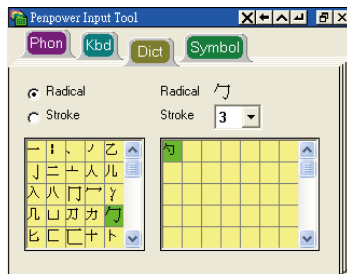 Penpower Input Tool
Phon Kbd Dict Symbol
Radical Radical 勹
Stroke Stroke 3
一 丨 丶 丿 乙 勺
亅 二 亠 人 儿
入 八 冂 冖 冫
几 凵 刀 力 勹
匕 匚 匸 十 卜